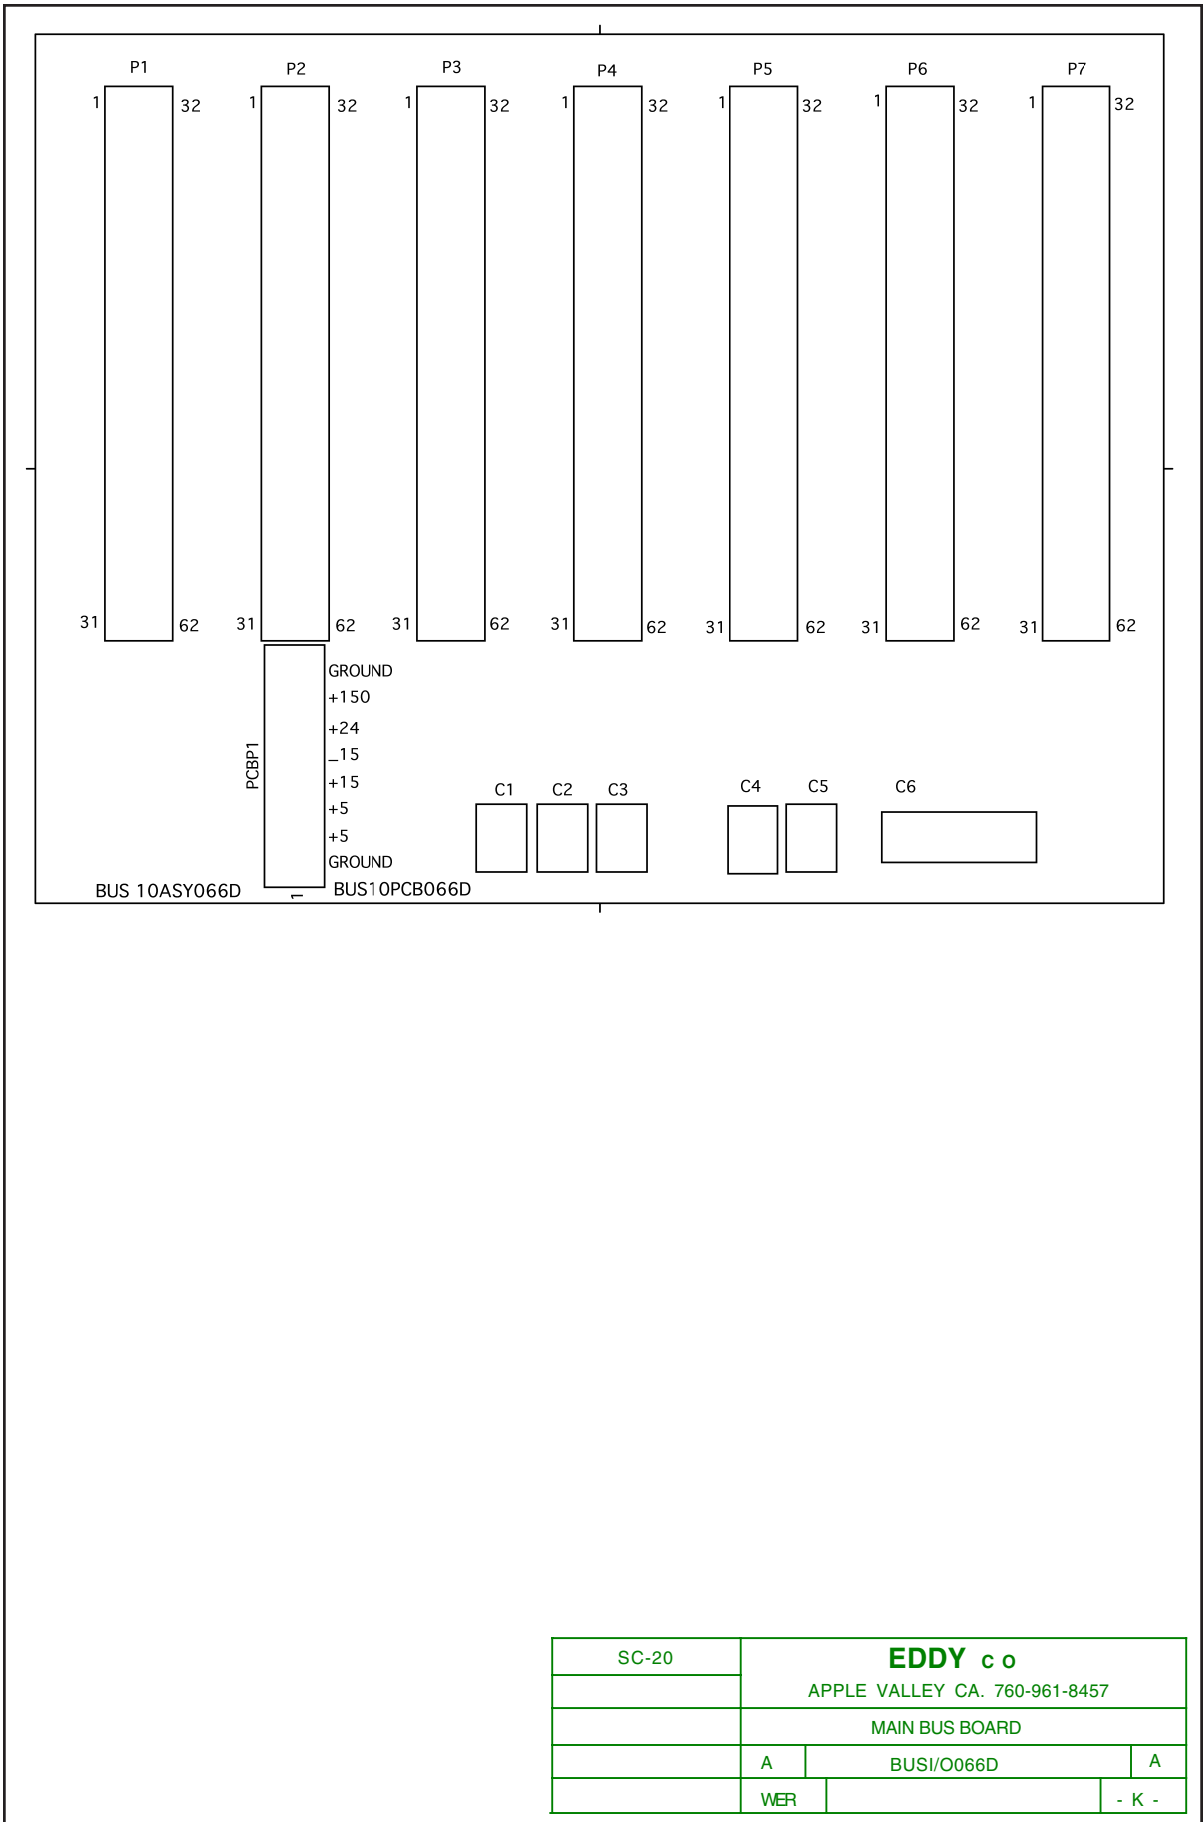 P1 P2 P3 P4 P5 P6 P7
1 32 1 32 1 32 1 32 1 32 1 32 1 32
31 62 31 62 31 62 31 62 31 62 31 62 31 62
GROUND
+150
+24
_15
+15
+5
+5
GROUND
PCBP1
C1 C2 C3 C4 C5 C6
BUS 10ASY066D 1 BUS10PCB066D
SC-20
EDDY co
APPLE VALLEY CA. 760-961-8457
MAIN BUS BOARD
A BUSI/O066D A
WER - K -